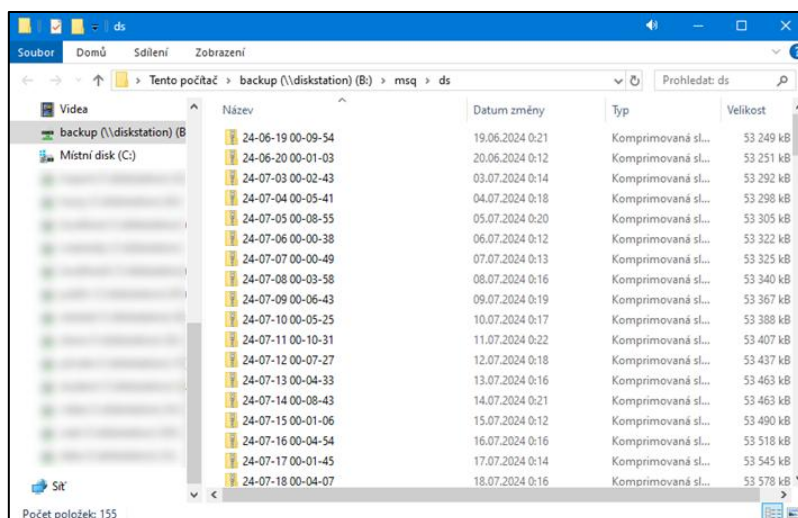 ds
Soubor Domů Sdílení Zobrazení
Tento počítač > backup (\\diskstation) (B:) > msq > ds Prohledat: ds
Videa
backup (\\diskstation) (B
Místní disk (C:)
Síť
Název Datum změny Typ Velikost
24-06-19 00-09-54 19.06.2024 0:21 Komprimovaná sl... 53 249 kB
24-06-20 00-01-03 20.06.2024 0:12 Komprimovaná sl... 53 251 kB
24-07-03 00-02-43 03.07.2024 0:14 Komprimovaná sl... 53 292 kB
24-07-04 00-05-41 04.07.2024 0:18 Komprimovaná sl... 53 298 kB
24-07-05 00-08-55 05.07.2024 0:20 Komprimovaná sl... 53 305 kB
24-07-06 00-00-38 06.07.2024 0:12 Komprimovaná sl... 53 322 kB
24-07-07 00-00-49 07.07.2024 0:13 Komprimovaná sl... 53 325 kB
24-07-08 00-03-58 08.07.2024 0:16 Komprimovaná sl... 53 340 kB
24-07-09 00-06-43 09.07.2024 0:19 Komprimovaná sl... 53 367 kB
24-07-10 00-05-25 10.07.2024 0:17 Komprimovaná sl... 53 388 kB
24-07-11 00-10-31 11.07.2024 0:22 Komprimovaná sl... 53 407 kB
24-07-12 00-07-27 12.07.2024 0:18 Komprimovaná sl... 53 437 kB
24-07-13 00-04-33 13.07.2024 0:16 Komprimovaná sl... 53 463 kB
24-07-14 00-08-43 14.07.2024 0:21 Komprimovaná sl... 53 463 kB
24-07-15 00-01-06 15.07.2024 0:12 Komprimovaná sl... 53 490 kB
24-07-16 00-04-54 16.07.2024 0:16 Komprimovaná sl... 53 518 kB
24-07-17 00-01-45 17.07.2024 0:14 Komprimovaná sl... 53 545 kB
24-07-18 00-04-07 18.07.2024 0:16 Komprimovaná sl... 53 578 kB
Počet položek: 155